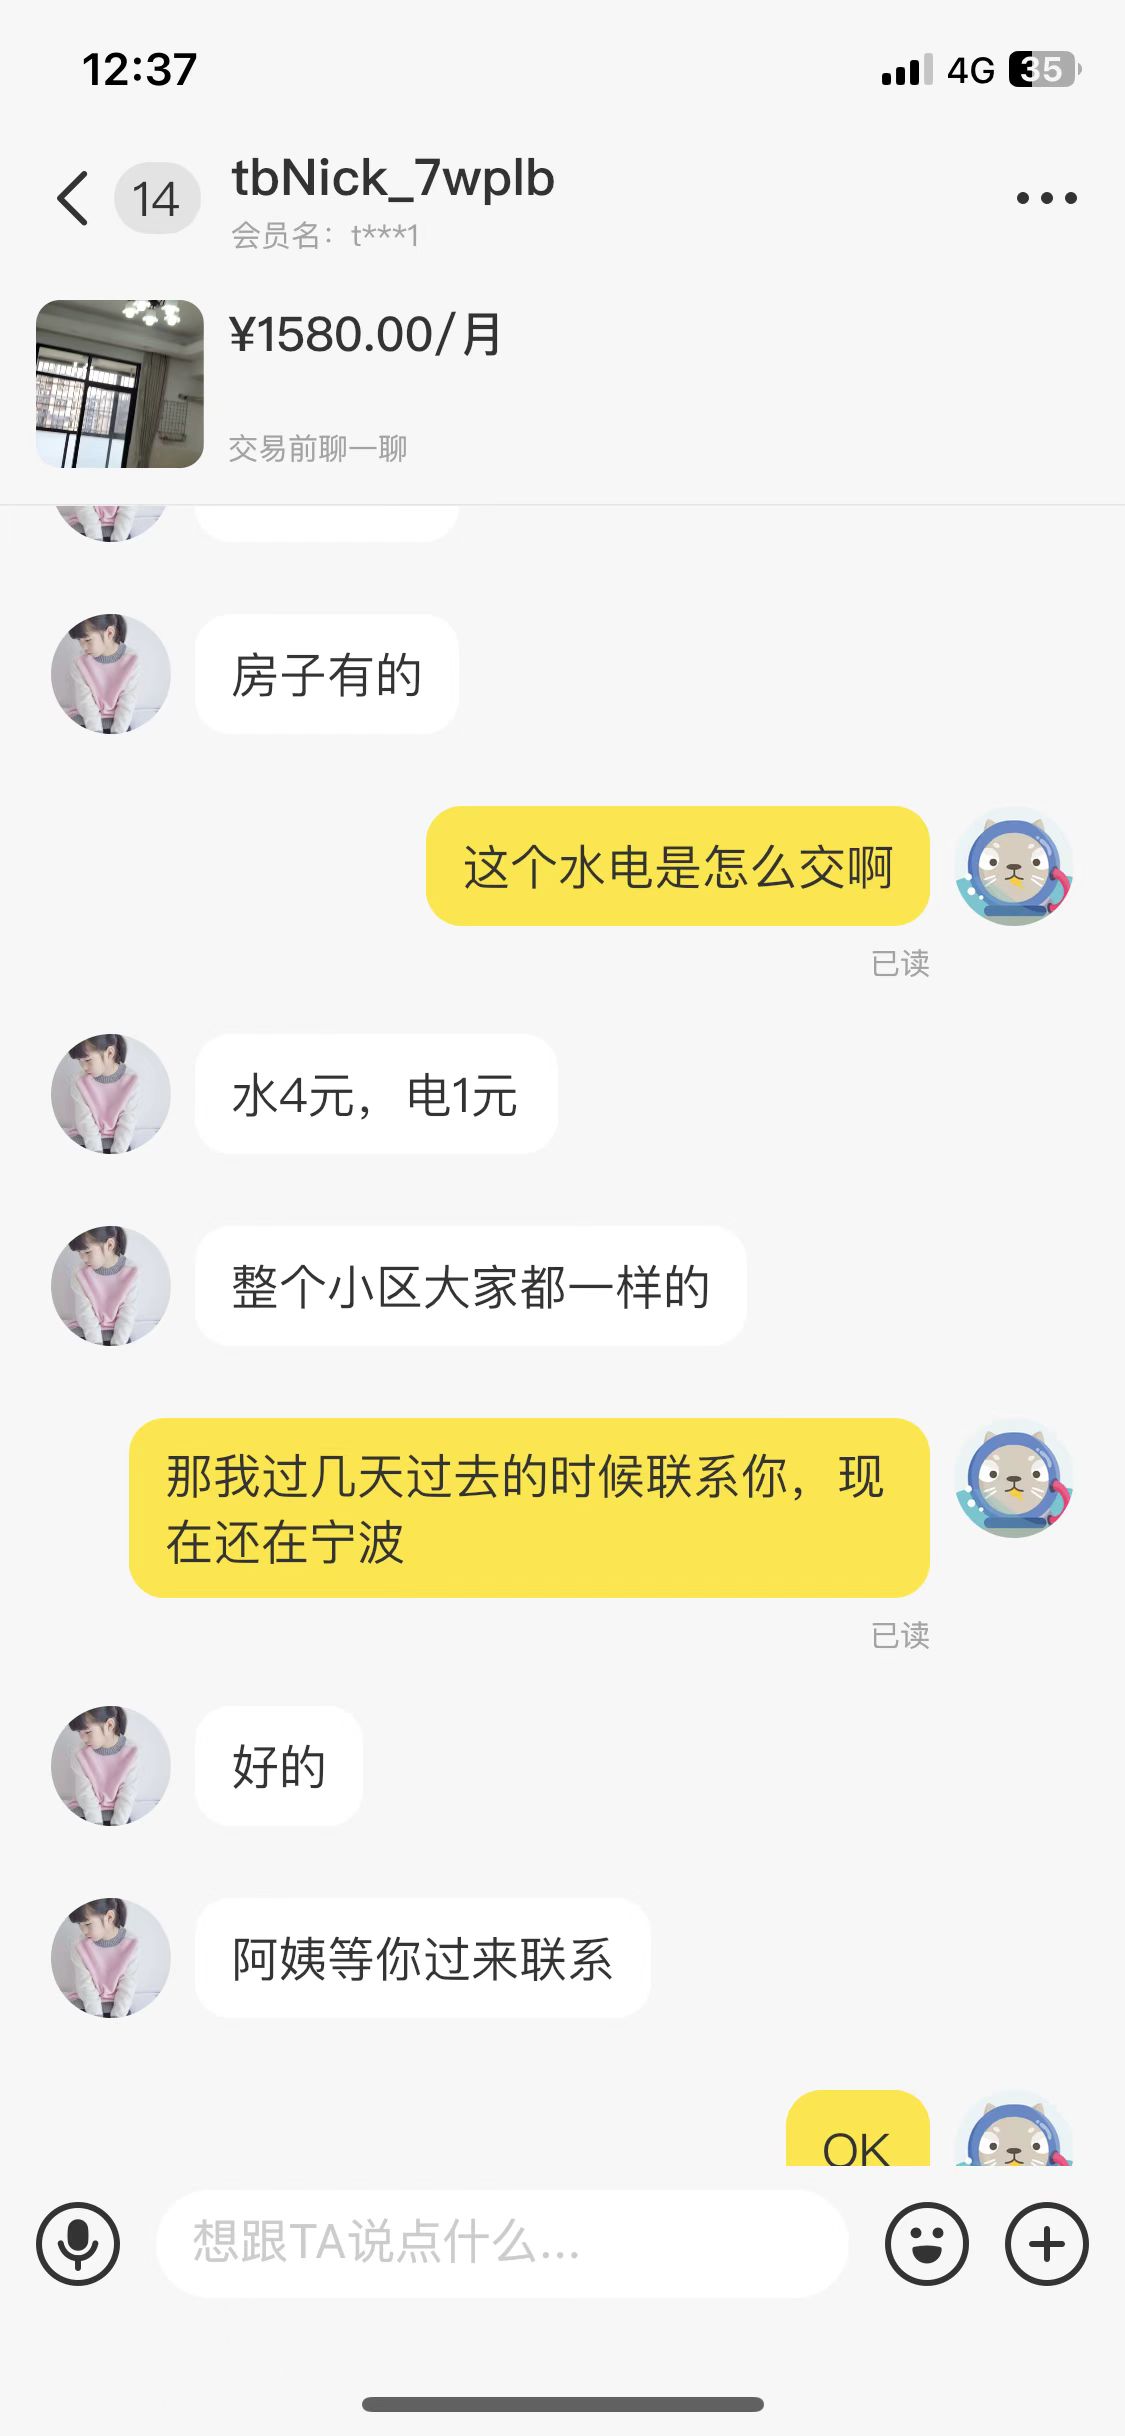 12:37
4G
35
14
tbNick_7wplb
会员名：t***1
¥1580.00/月
交易前聊一聊
房子有的
这个水电是怎么交啊
已读
水4元，电1元
整个小区大家都一样的
那我过几天过去的时候联系你，现
在还在宁波
已读
好的
阿姨等你过来联系
OK
想跟TA说点什么...